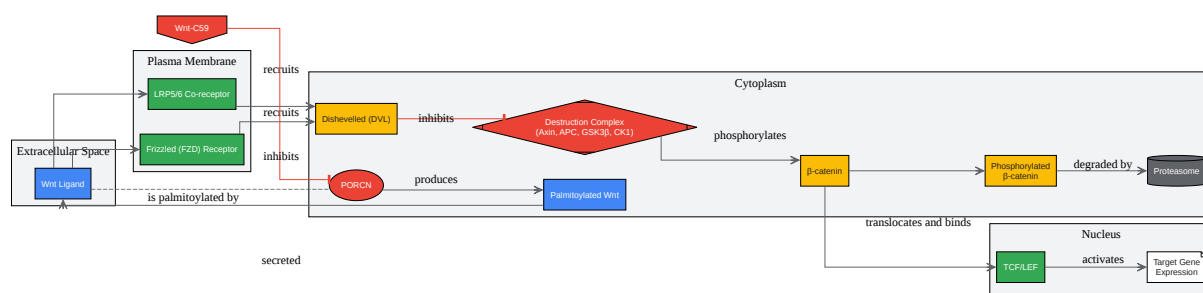 Wnt-C59
Plasma Membrane
recruits
LRP5/6 Co-receptor
Cytoplasm
recruits
Dishevelled (DVL)
inhibits
Destruction Complex
(Axin, APC, GSK3β, CK1)
phosphorylates
Extracellular Space
Frizzled (FZD) Receptor
inhibits
Wnt Ligand
PORCN
produces
β-catenin
Phosphorylated
β-catenin
degraded by
Proteasome
is palmitoylated by
Palmitoylated Wnt
translocates and binds
Nucleus
secreted
TCF/LEF
activates
Target Gene
Expression